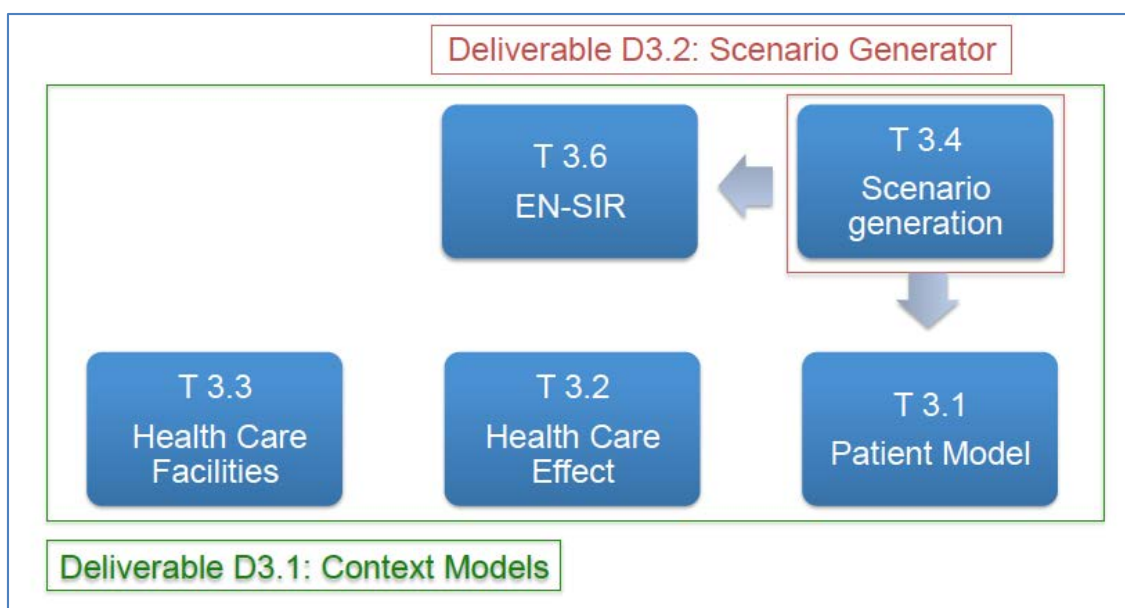 Deliverable D3.2: Scenario Generator
T 3.6
EN-SIR
T 3.4
Scenario
generation
T 3.3
Health Care
Facilities
T 3.2
Health Care
Effect
T 3.1
Patient Model
Deliverable D3.1: Context Models